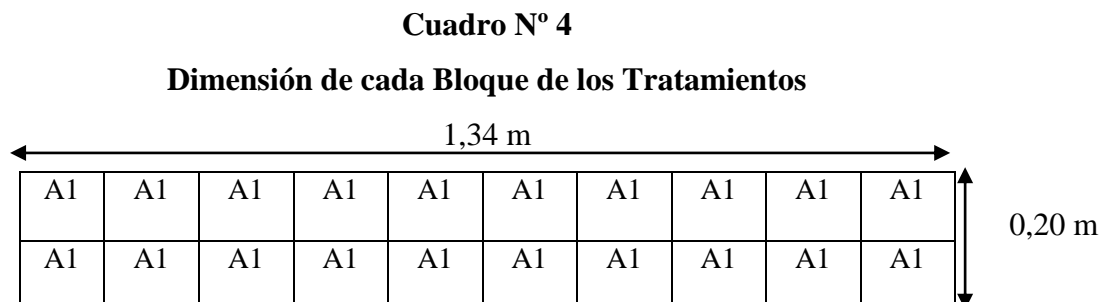 Cuadro Nº 4
Dimensión de cada Bloque de los Tratamientos
1,34 m
A1 A1 A1 A1 A1 A1 A1 A1 A1 A1
0,20 m
A1 A1 A1 A1 A1 A1 A1 A1 A1 A1